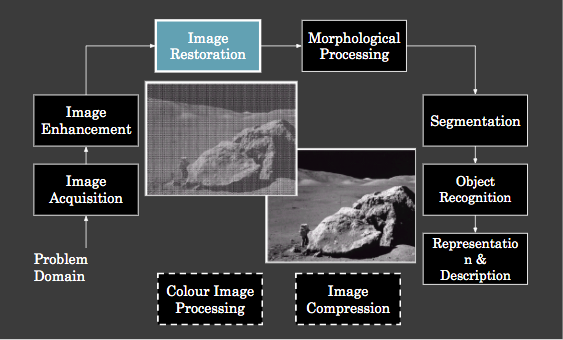 Image
Restoration
Morphological
Processing
Image
Enhancement
Segmentation
Image
Acquisition
Object
Recognition
Problem
Domain
Representatio
n &
Description
Colour Image
Processing
Image
Compression